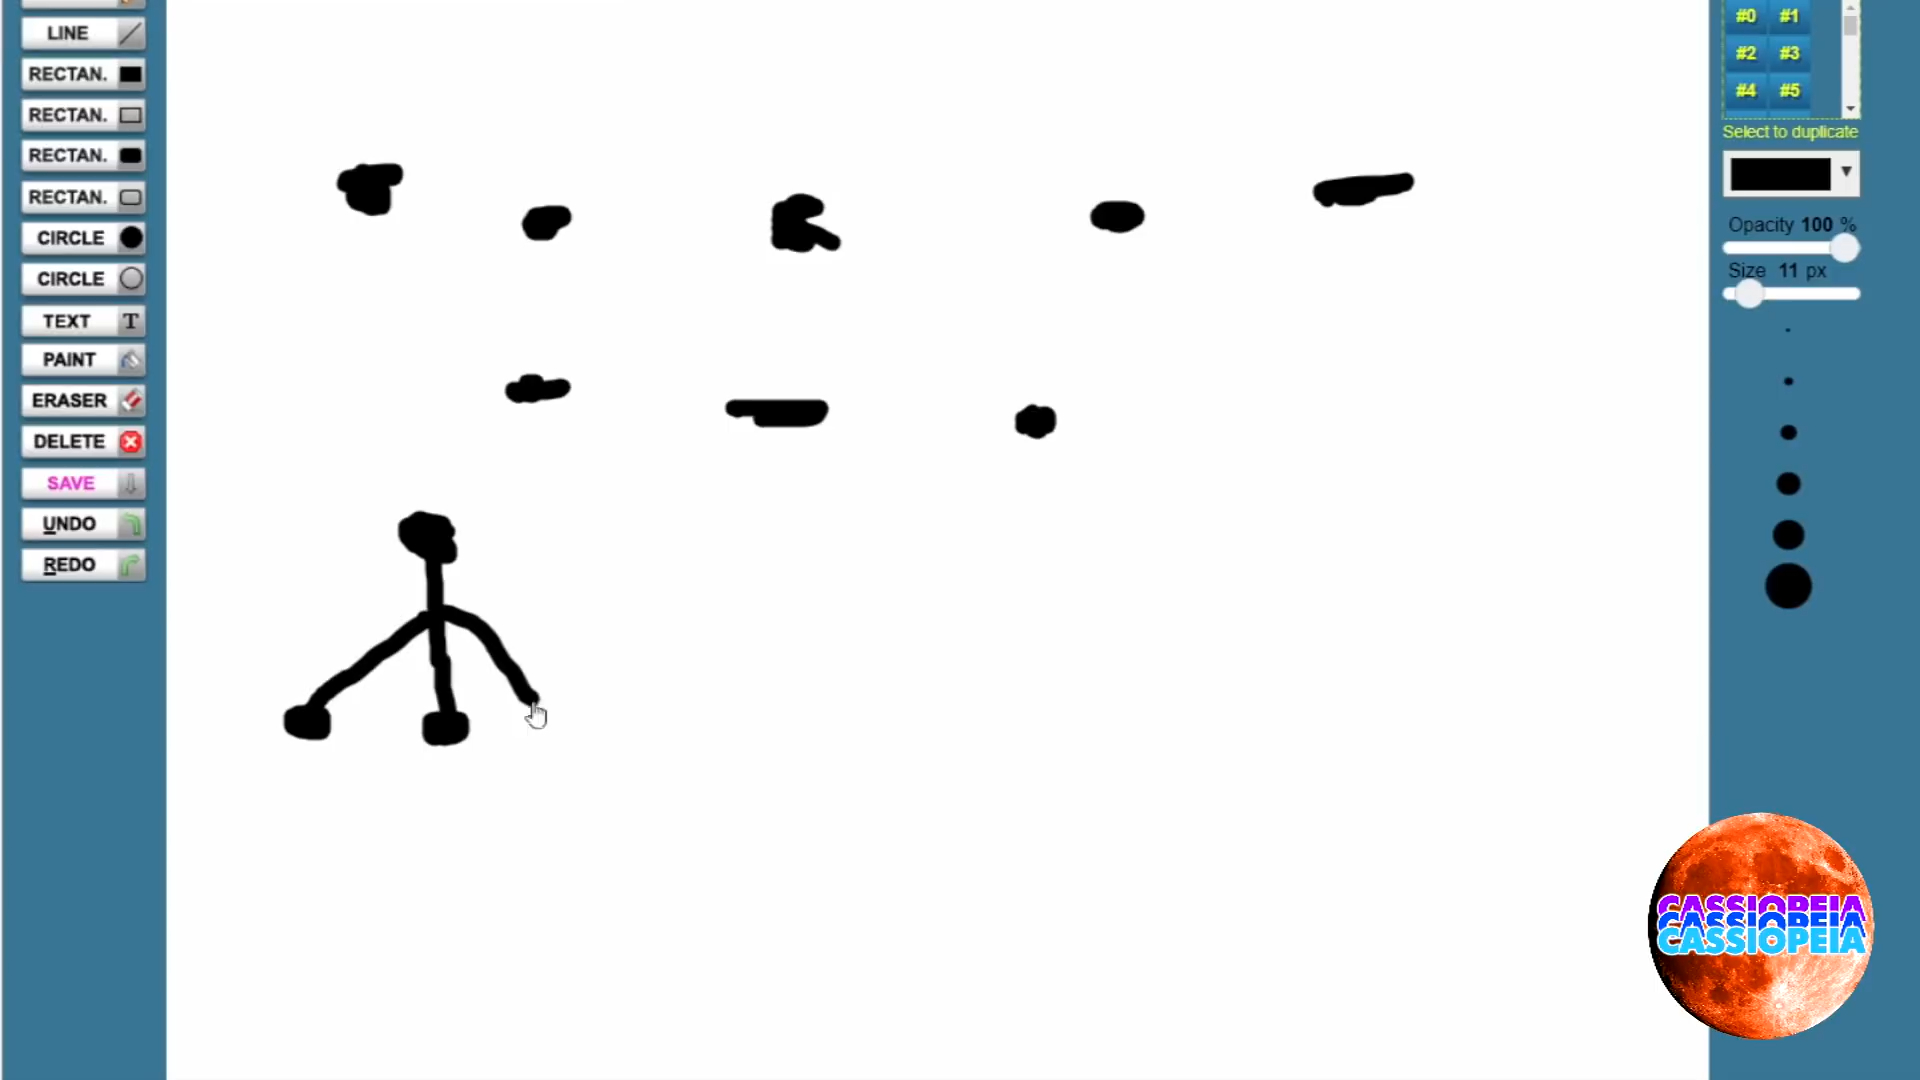 LINE
RECTAN.
RECTAN.
RECTAN.
RECTAN.
CIRCLE
CIRCLE
TEXT T
PAINT
ERASER
DELETE
SAVE
UNDO
REDO
#0 #1
#2 #3
#4 #5
Select to duplicate
Opacity 100 %
Size 11 px
CASSIOPEIA
CASSIOPEIA
CASSIOPEIA